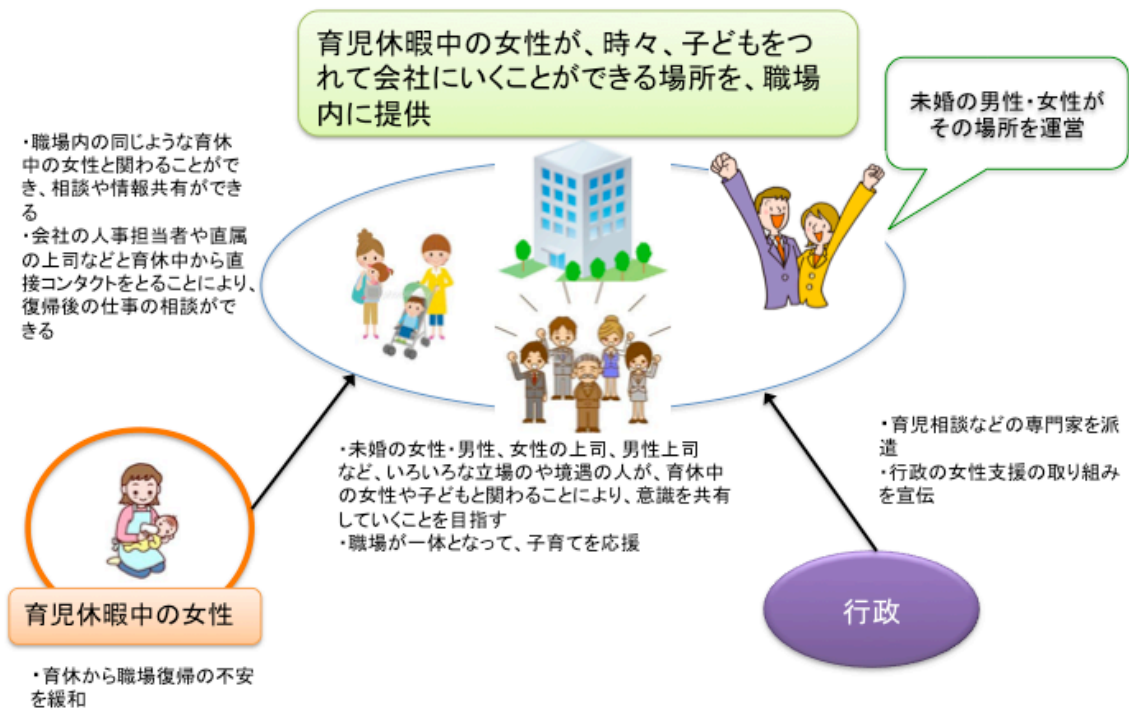 育児休暇中の女性が、時々、子どもをつ
れて会社にいくことができる場所を、職場
内に提供
未婚の男性・女性が
その場所を運営
・職場内の同じような育休
中の女性と関わることがで
き、相談や情報共有ができ
る
・会社の人事担当者や直属
の上司などと育休中から直
接コンタクトをとることにより、
復帰後の仕事の相談がで
きる
・未婚の女性・男性、女性の上司、男性上司
など、いろいろな立場のや境遇の人が、育休中
の女性や子どもと関わることにより、意識を共有
していくことを目指す
・職場が一体となって、子育てを応援
・育児相談などの専門家を派
遣
・行政の女性支援の取り組み
を宣伝
育児休暇中の女性
行政
・育休から職場復帰の不安
を緩和